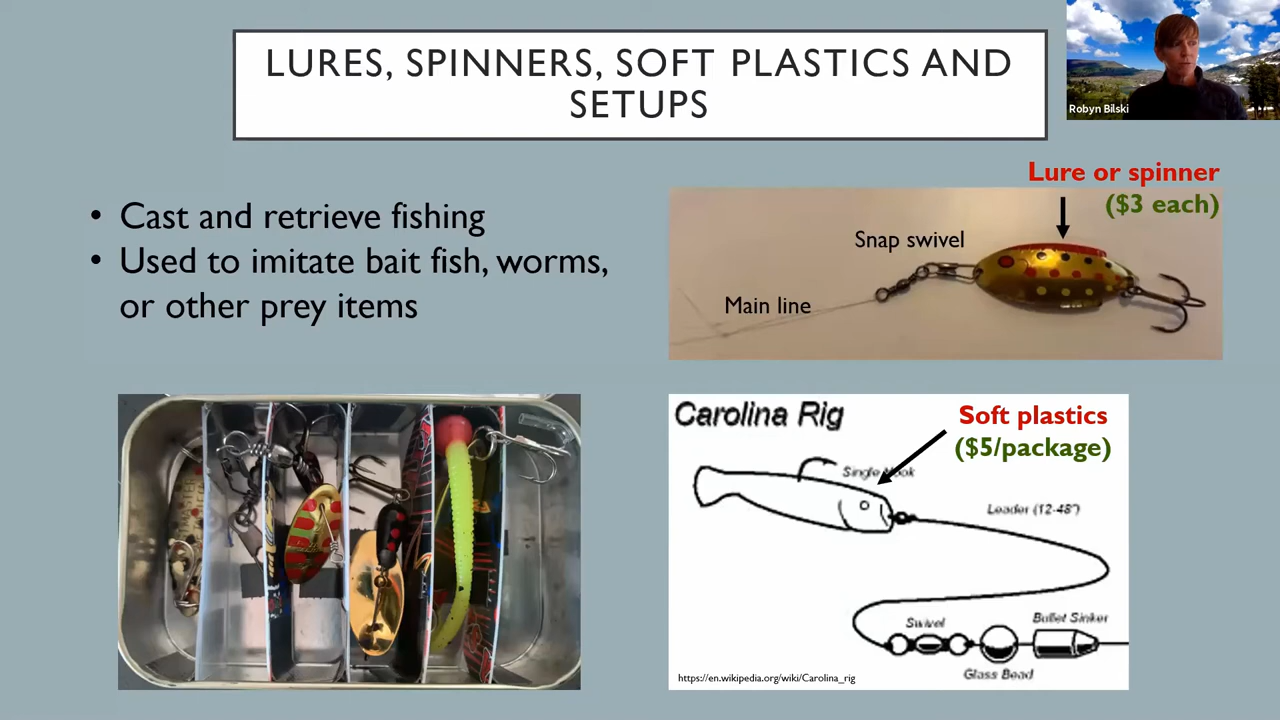 LURES, SPINNERS, SOFT PLASTICS AND
SETUPS
Robyn Bilski
• Cast and retrieve fishing
• Used to imitate bait fish, worms,
or other prey items
Lure or spinner
($3 each)
Snap swivel
Main line
Carolina Rig
Soft plastics
($5/package)
Single Hook
Leader (12-48")
Swivel
Bullet Sinker
Glass Bead
https://en.wikipedia.org/wiki/Carolina_rig